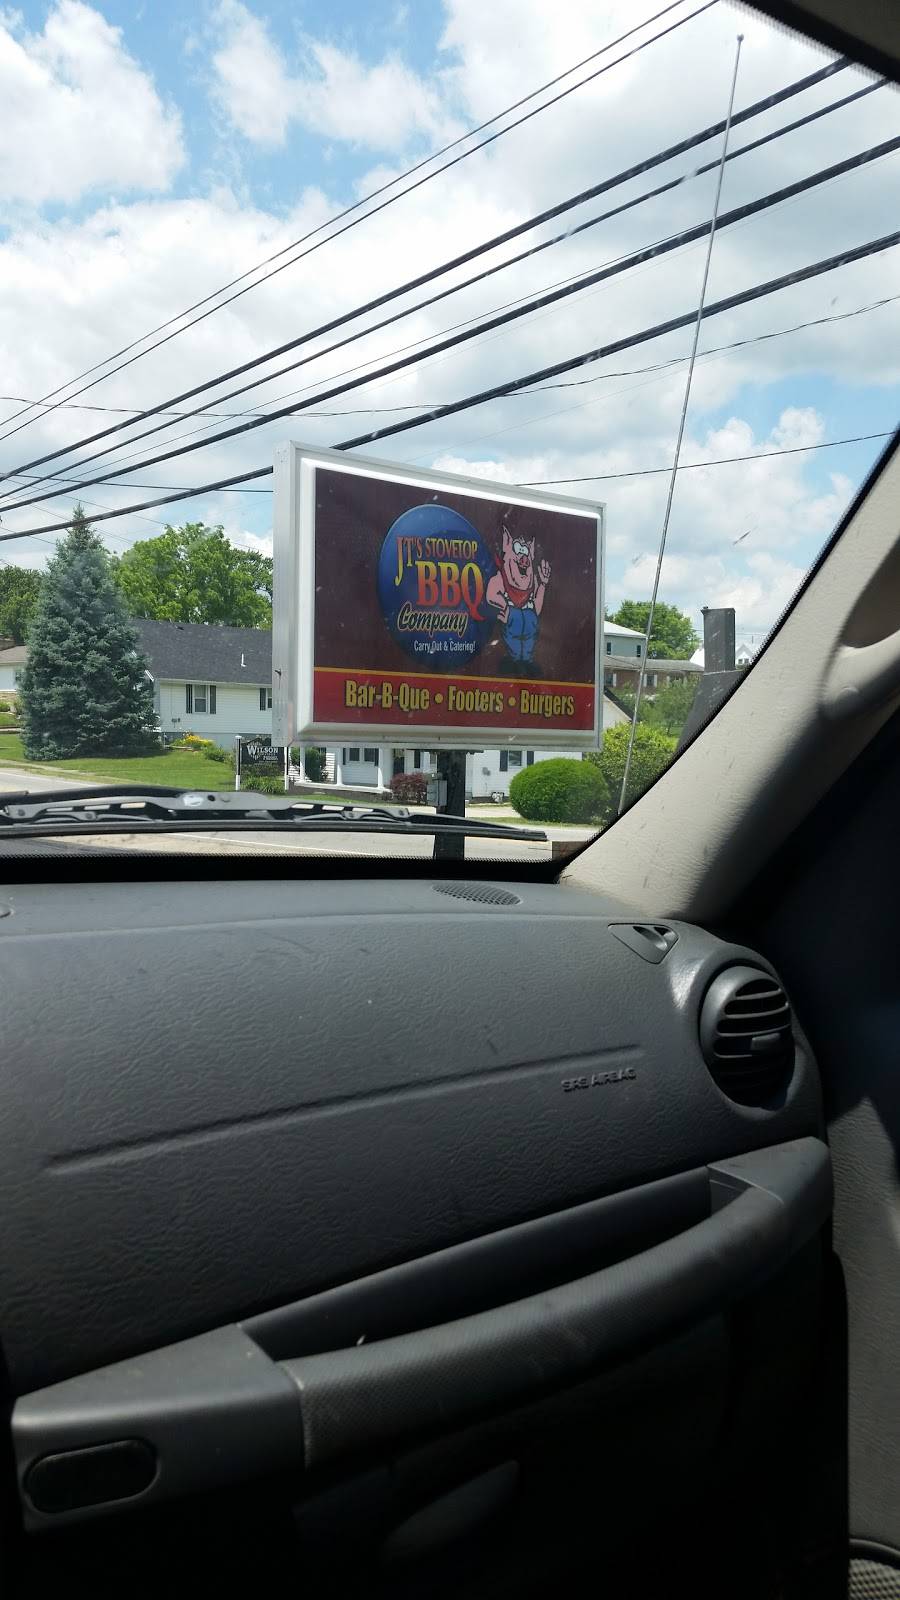 JT'S STOVETOP
BBQ
Company
Carry Out & Catering!
Bar-B-Que • Footers • Burgers
WILSON
SRS AIRBAG